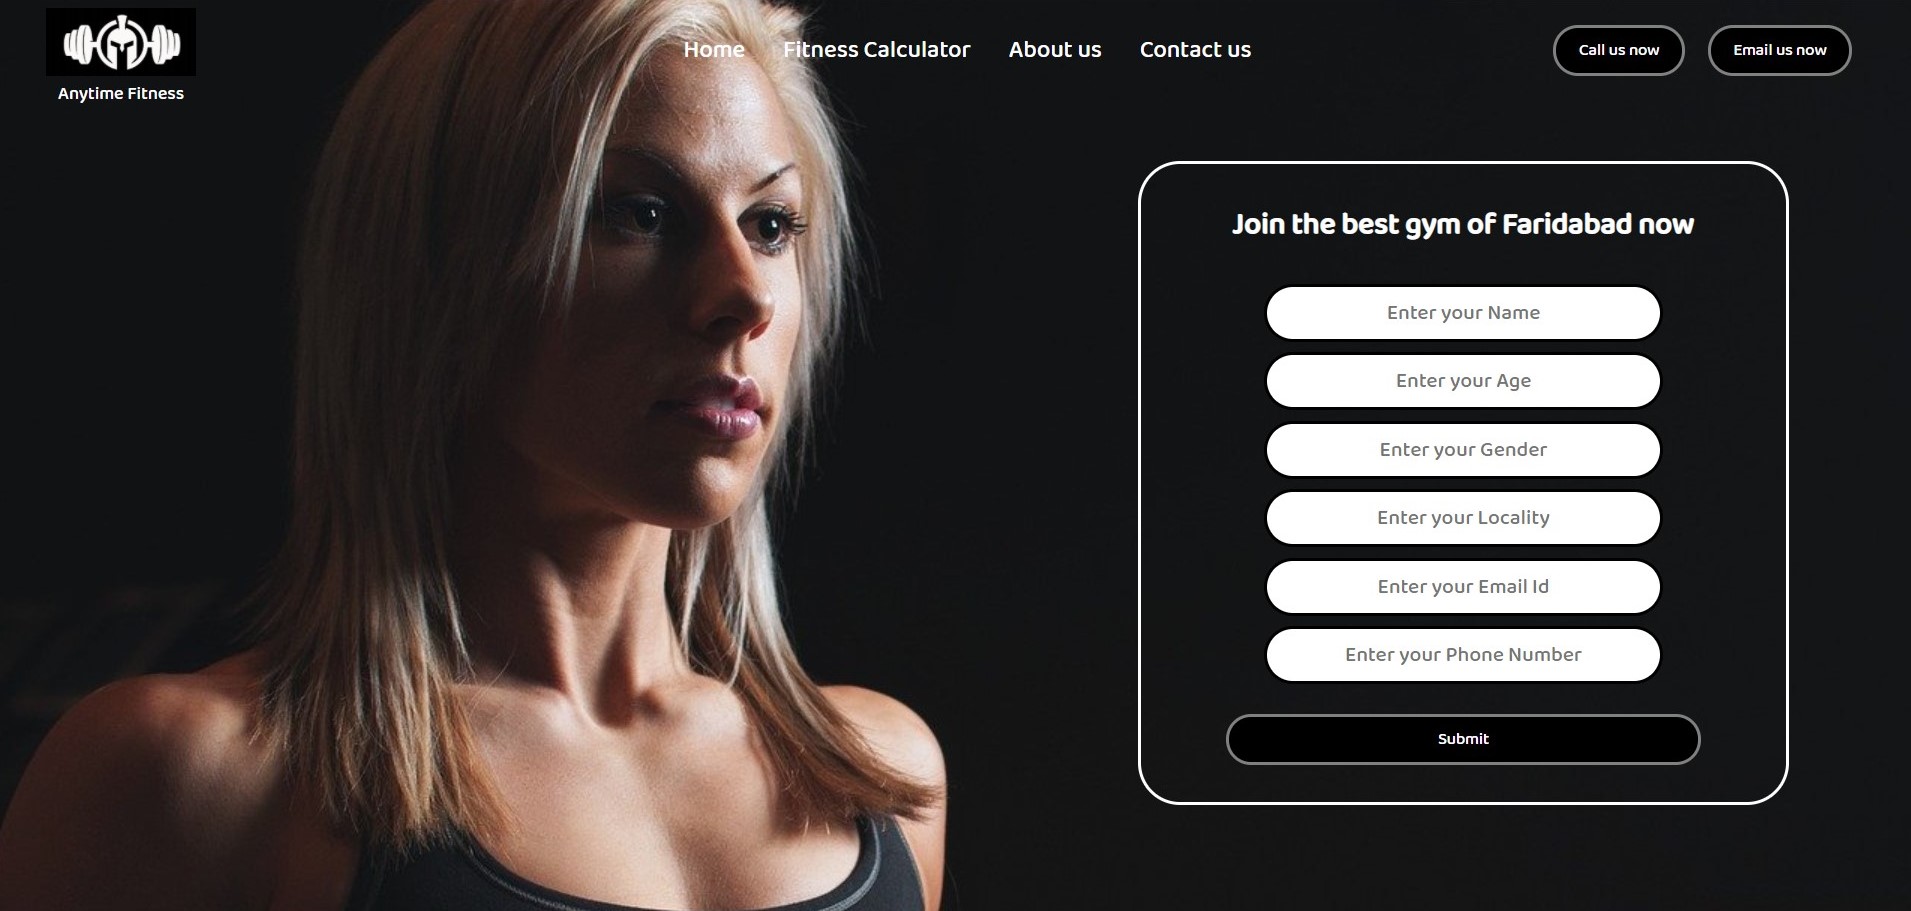 Anytime Fitness
Home
Fitness Calculator
About us
Contact us
Call us now
Email us now
Join the best gym of Faridabad now
Enter your Name
Enter your Age
Enter your Gender
Enter your Locality
Enter your Email Id
Enter your Phone Number
Submit